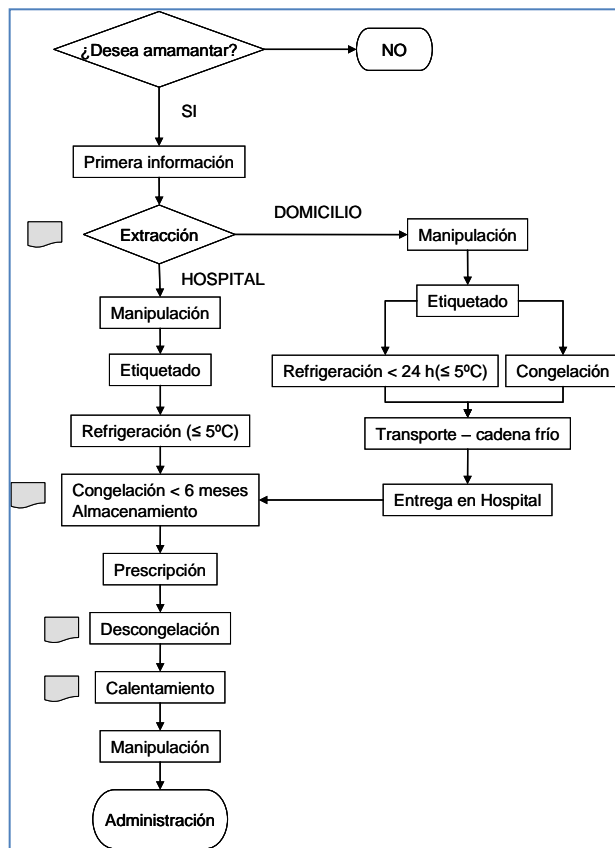 ¿Desea amamantar?
NO
SI
Primera información
Extracción
DOMICILIO
HOSPITAL
Manipulación
Etiquetado
Refrigeración (≤ 5ºC)
Manipulación
Etiquetado
Refrigeración < 24 h(≤ 5ºC)
Congelación
Transporte – cadena frío
Entrega en Hospital
Congelación < 6 meses
Almacenamiento
Prescripción
Descongelación
Calentamiento
Manipulación
Administración